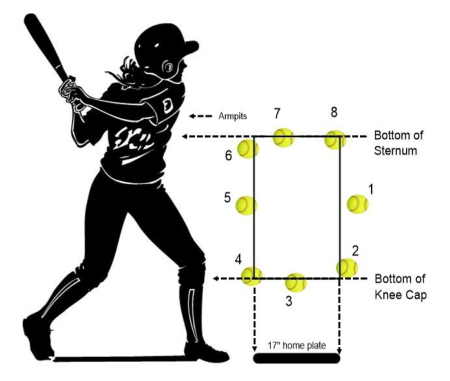 7
8
Armpits
Bottom of
Sternum
6
5
1
4
2
3
Bottom of
Knee Cap
17" home plate